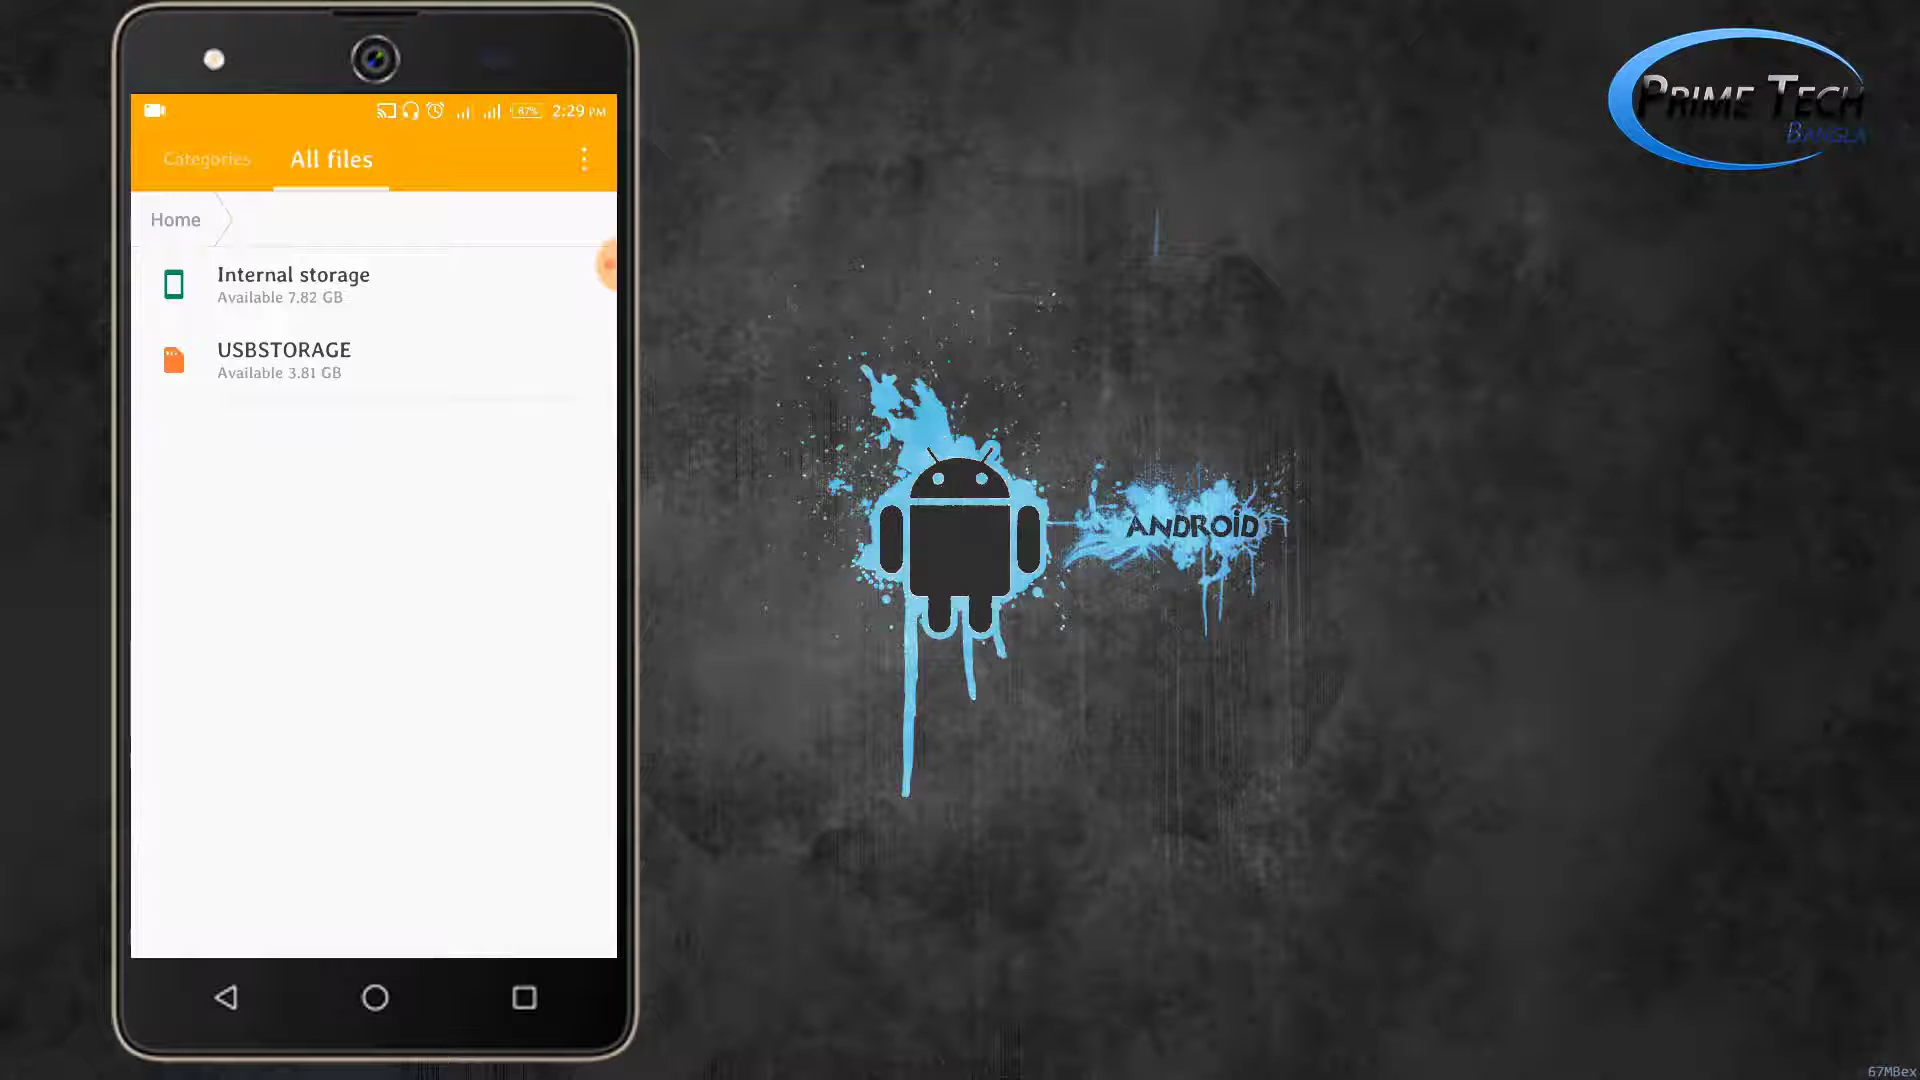 PRIME TECH
BANGLA
87% 2:29 PM
Categories All files
Home
Internal storage
Available 7.82 GB
USBSTORAGE
Available 3.81 GB
ANDROID
67MBex